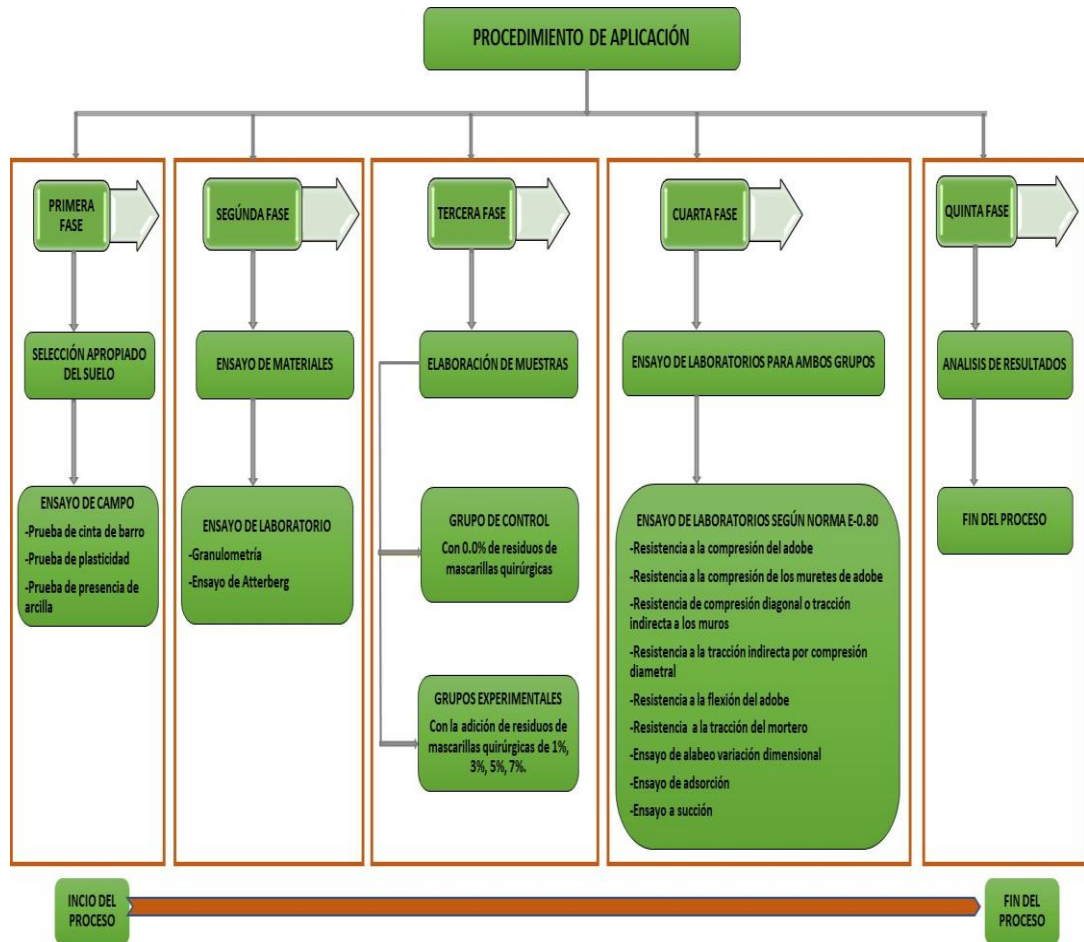 PROCEDIMIENTO DE APLICACIÓN
PRIMERA
FASE
SELECCIÓN APROPIADO
DEL SUELO
ENSAYO DE CAMPO
-Prueba de cinta de barro
-Prueba de plasticidad
-Prueba de presencia de
arcilla
SEGÚNDA FASE
ENSAYO DE MATERIALES
ENSAYO DE LABORATORIO
-Granulometría
-Ensayo de Atterberg
TERCERA FASE
ELABORACIÓN DE MUESTRAS
GRUPO DE CONTROL
Con 0.0% de residuos de
mascarillas quirúrgicas
GRUPOS EXPERIMENTALES
Con la adición de residuos de
mascarillas quirúrgicas de 1%,
3%, 5%, 7%.
CUARTA FASE
ENSAYO DE LABORATORIOS PARA AMBOS GRUPOS
ENSAYO DE LABORATORIOS SEGÚN NORMA E-0.80
-Resistencia a la compresión del adobe
-Resistencia a la compresión de los muretes de adobe
-Resistencia de compresión diagonal o tracción
indirecta a los muros
-Resistencia a la tracción indirecta por compresión
diametral
-Resistencia a la flexión del adobe
-Resistencia a la tracción del mortero
-Ensayo de alabeo variación dimensional
-Ensayo de adsorción
-Ensayo a succión
QUINTA FASE
ANALISIS DE RESULTADOS
FIN DEL PROCESO
INCIO DEL
PROCESO
FIN DEL
PROCESO